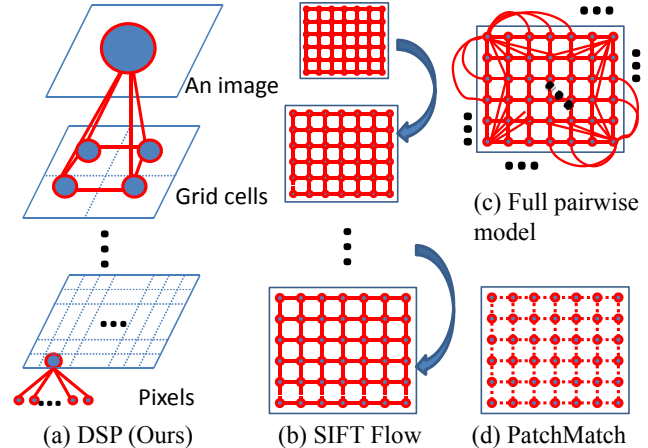 An image
Grid cells
Pixels
(a) DSP (Ours)
(b) SIFT Flow
(c) Full pairwise
model
(d) PatchMatch